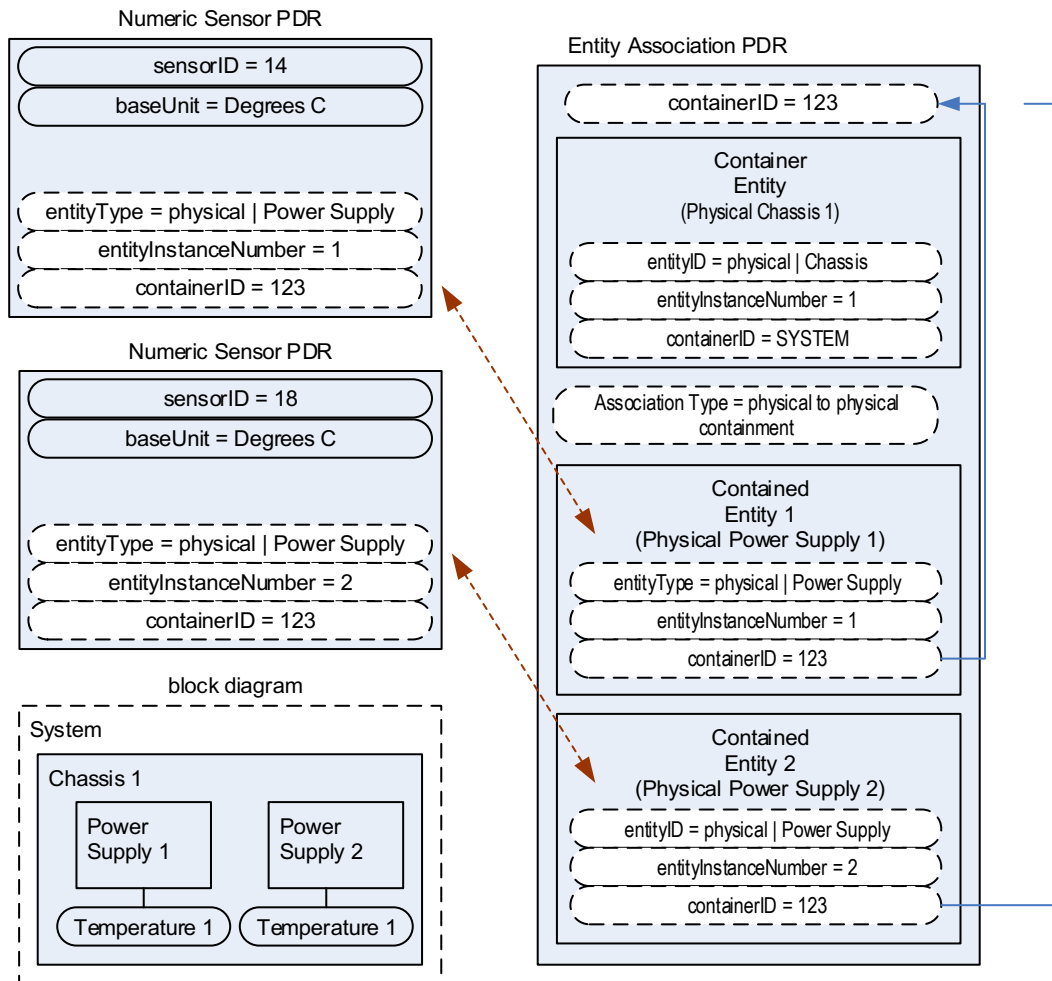 Numeric Sensor PDR
sensorID = 14
baseUnit = Degrees C
entityType = physical | Power Supply
entityInstanceNumber = 1
containerID = 123
Numeric Sensor PDR
sensorID = 18
baseUnit = Degrees C
entityType = physical | Power Supply
entityInstanceNumber = 2
containerID = 123
block diagram
System
Chassis 1
Power
Supply 1
Power
Supply 2
Temperature 1
Temperature 1
Entity Association PDR
containerID = 123
Container
Entity
(Physical Chassis 1)
entityID = physical | Chassis
entityInstanceNumber = 1
containerID = SYSTEM
Association Type = physical to physical
containment
Contained
Entity 1
(Physical Power Supply 1)
entityType = physical | Power Supply
entityInstanceNumber = 1
containerID = 123
Contained
Entity 2
(Physical Power Supply 2)
entityID = physical | Power Supply
entityInstanceNumber = 2
containerID = 123